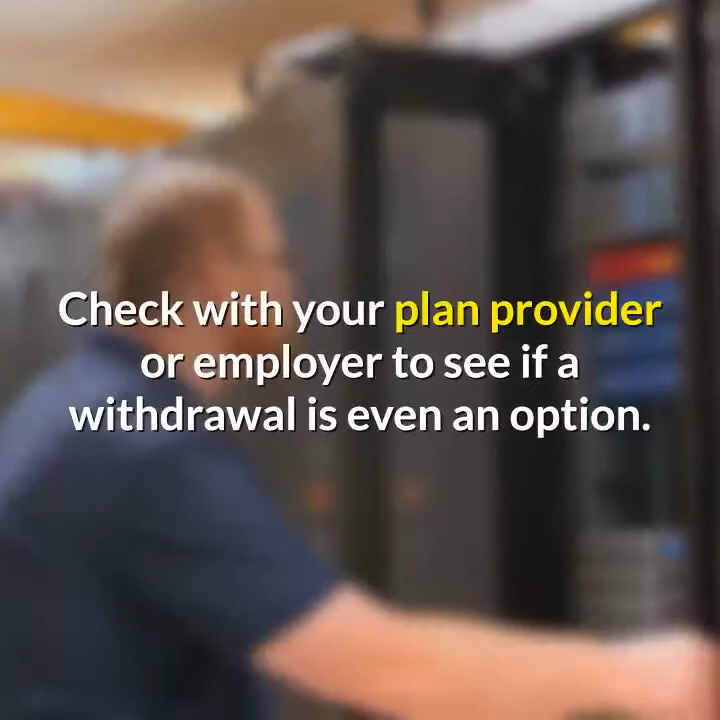 Check with your plan provider
or employer to see if a
withdrawal is even an option.